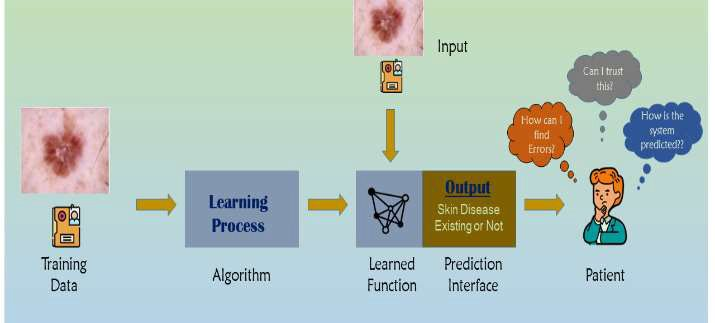 Input
Can I trust
this?
How can I
find
Errors?
How is the
system
predicted??
Learning
Process
Output
Skin Disease
Existing or Not
Training
Data
Algorithm
Learned
Function
Prediction
Interface
Patient